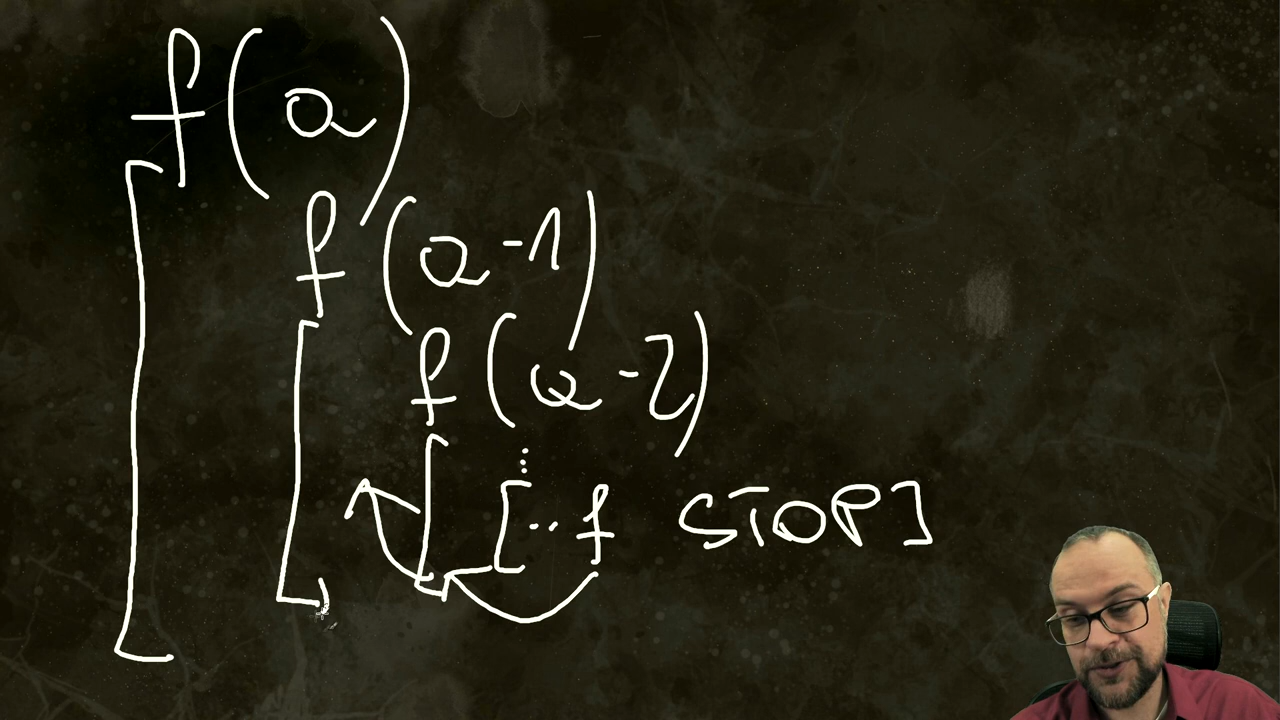 f(a)
f(a-1)
f(a-2)
⋮
[.. f STOP]